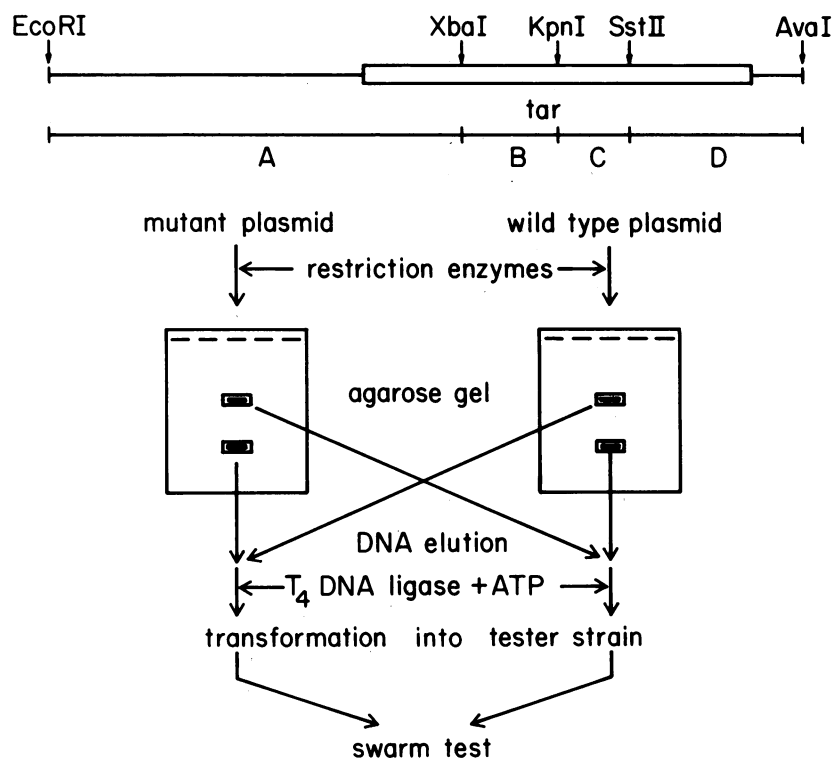 EcoRI XbaI KpnI SstII AvaI
tar
A B C D
mutant plasmid wild type plasmid
restriction enzymes
agarose gel
DNA elution
T4 DNA ligase +ATP
transformation into tester strain
swarm test